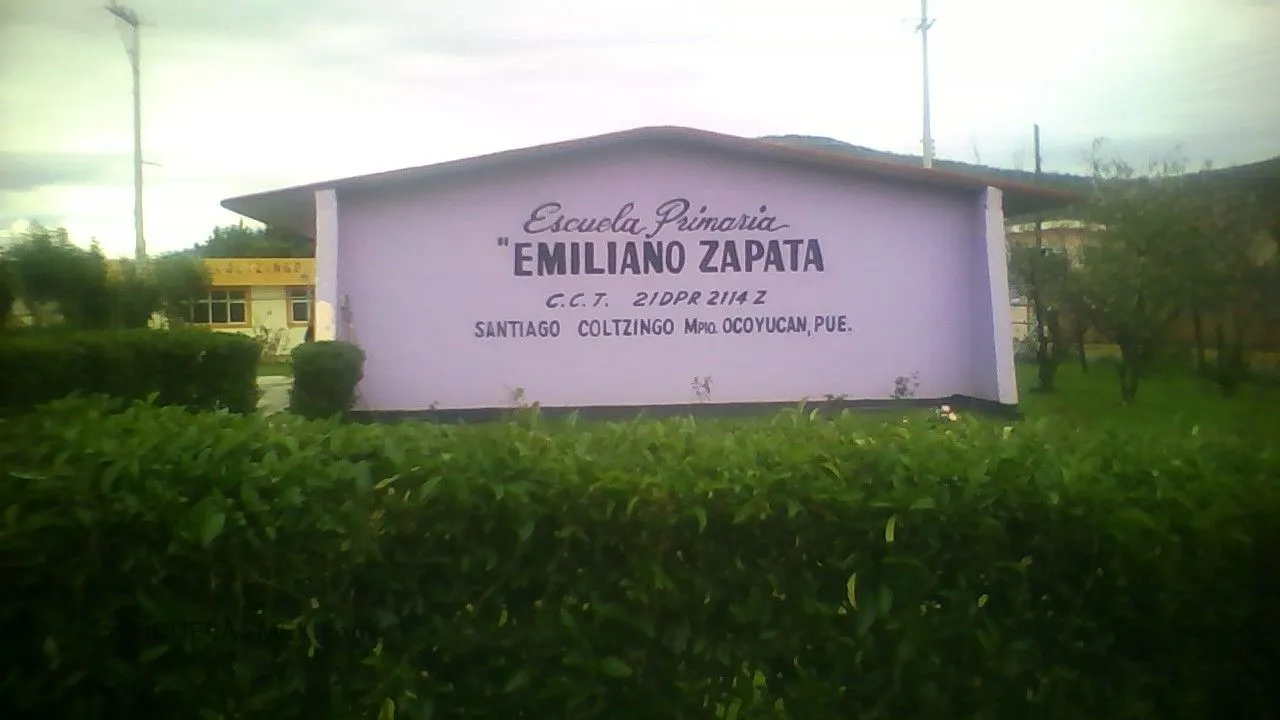 Escuela Primaria
"EMILIANO ZAPATA
C.C.T. 21DPR2114Z
SANTIAGO COLTZINGO MPIO. OCOYUCAN, PUE.